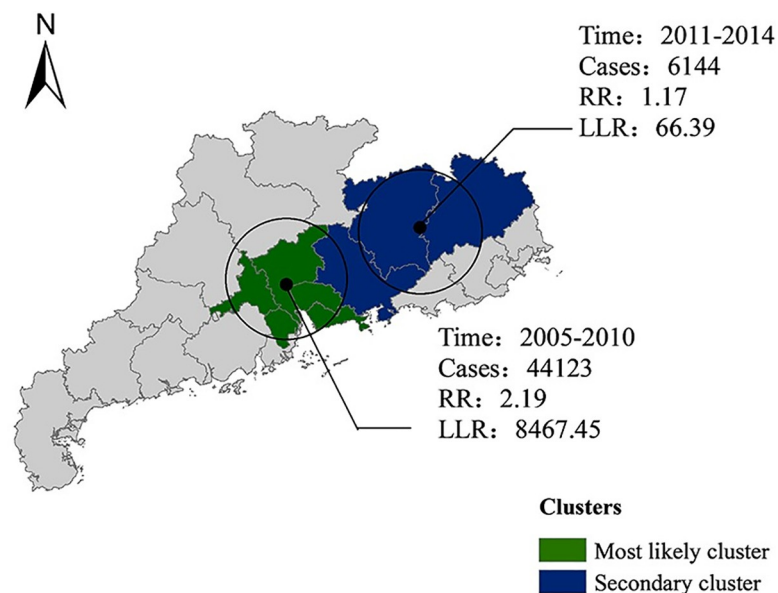 N
Time：2011-2014
Cases：6144
RR：1.17
LLR：66.39
Time：2005-2010
Cases：44123
RR：2.19
LLR：8467.45
Clusters
Most likely cluster
Secondary cluster